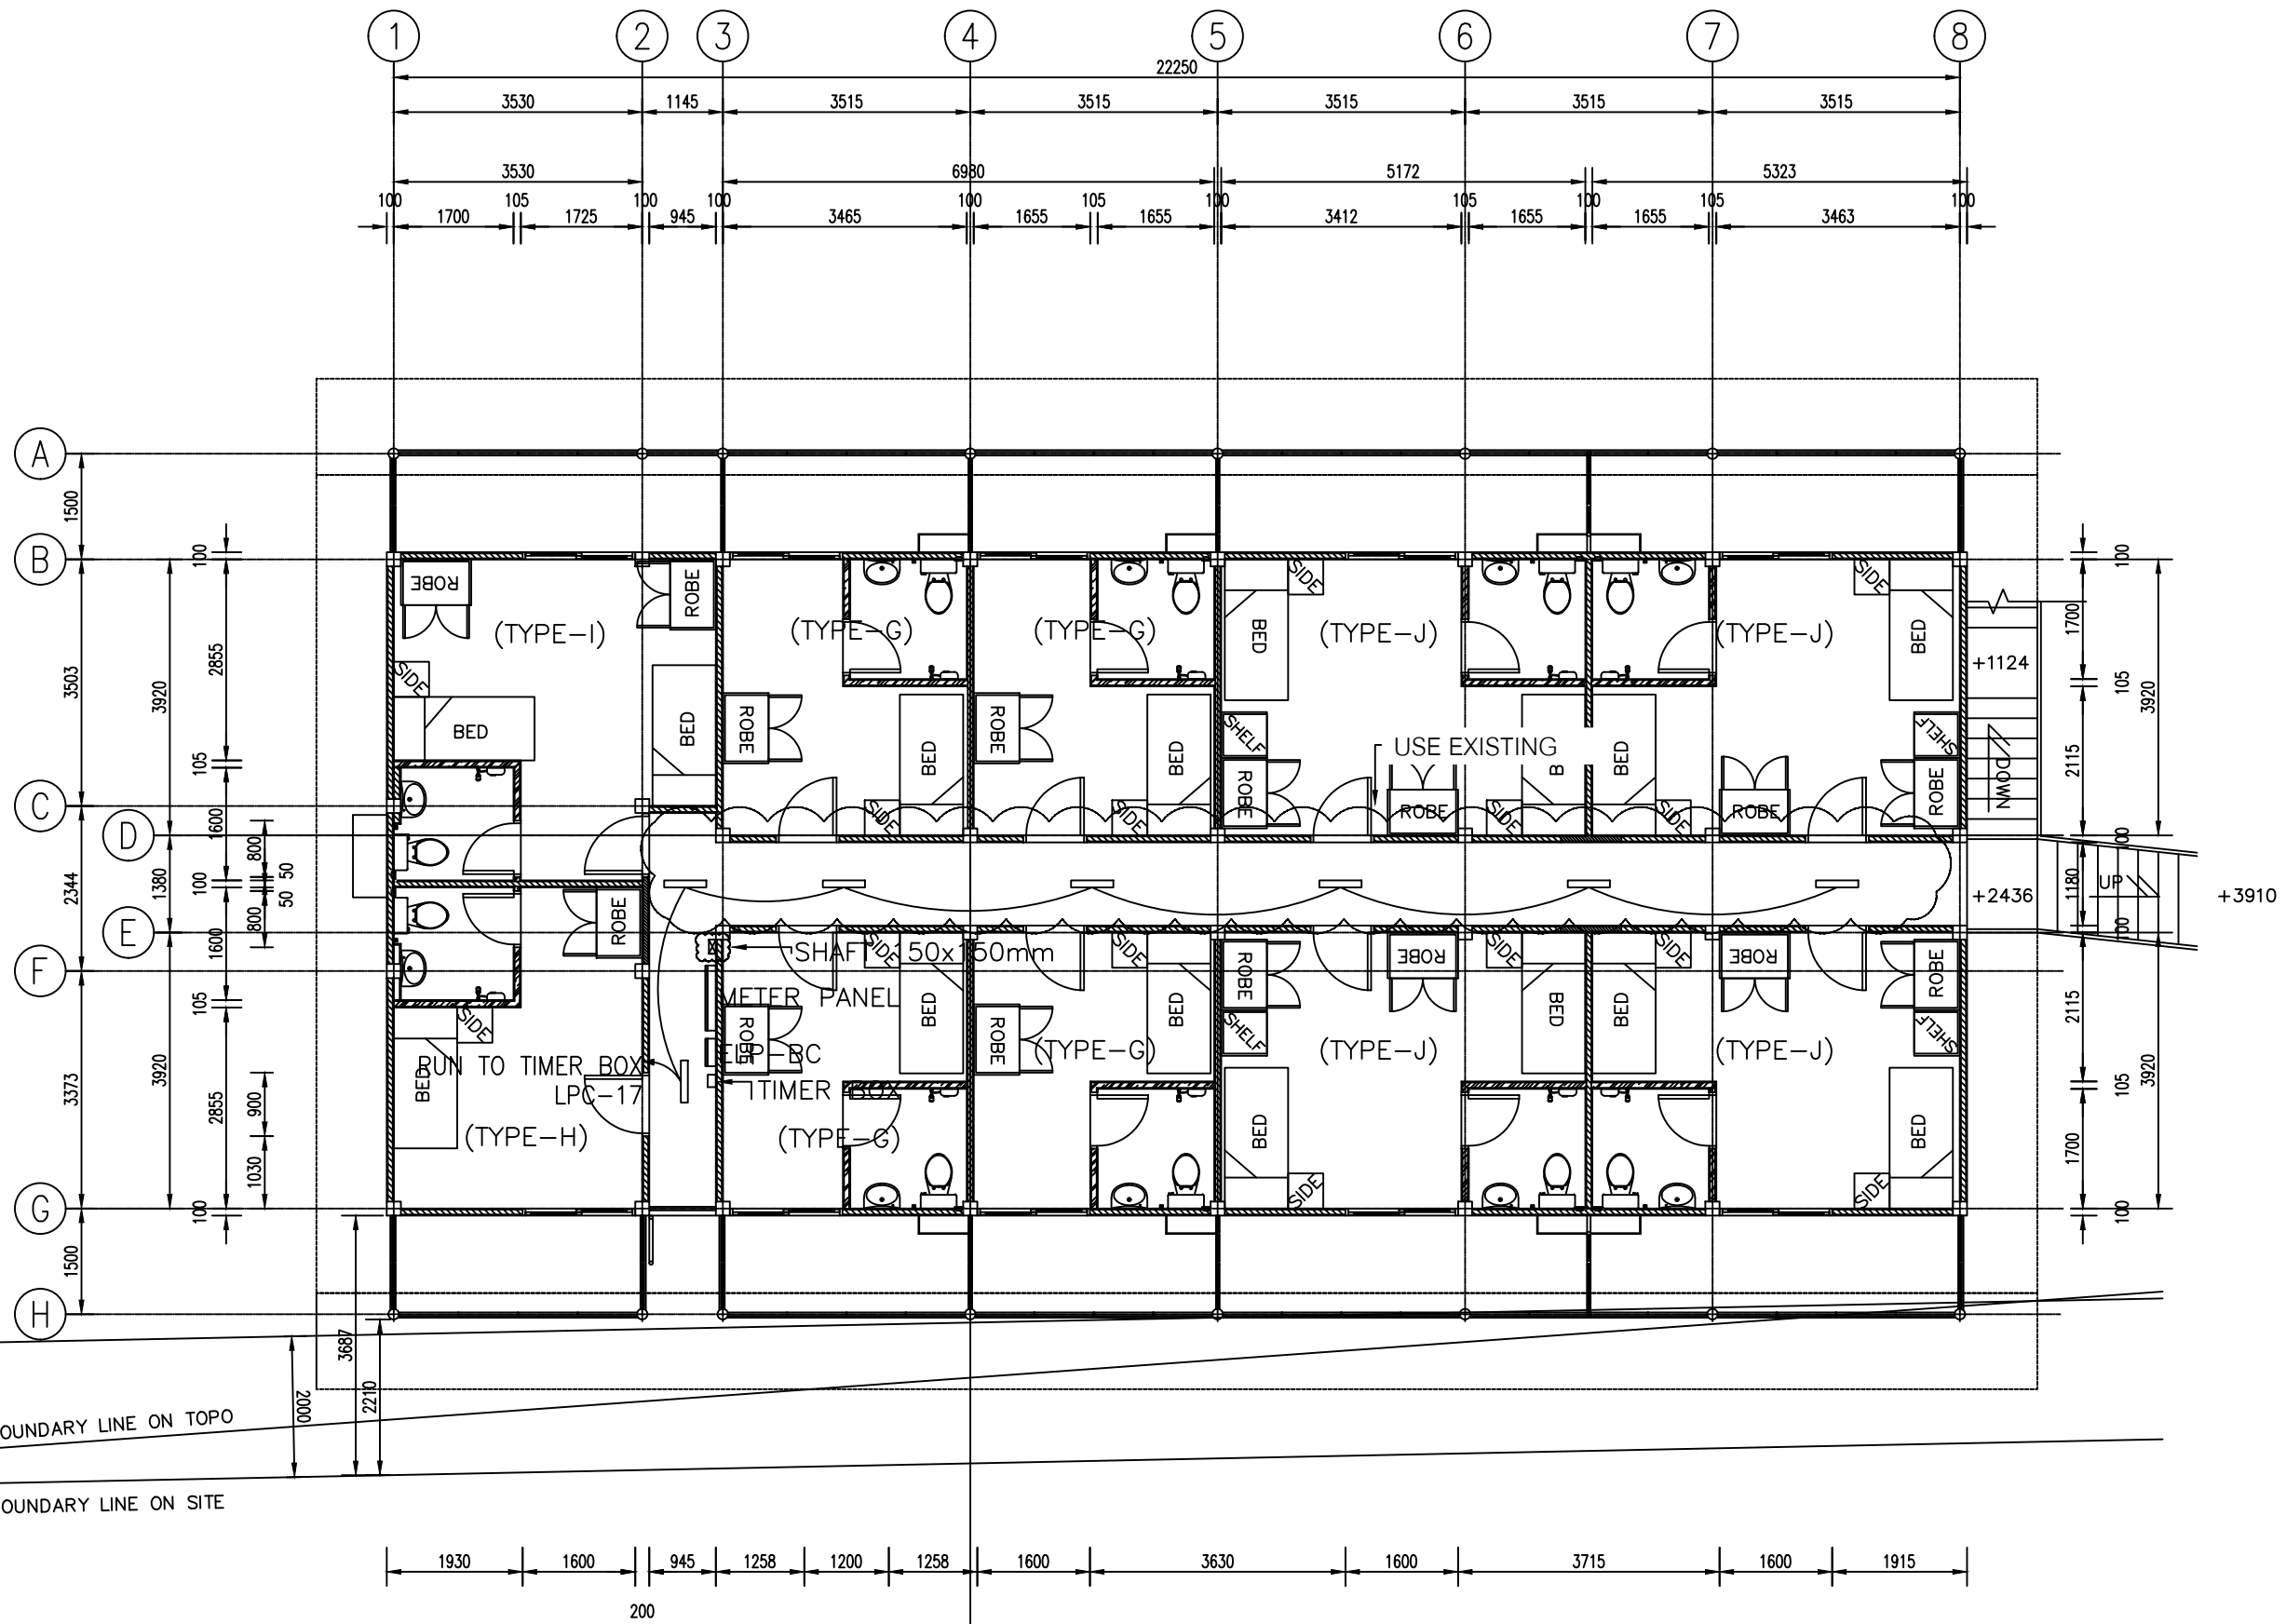 1 2 3 4 5 6 7 8
22250
3530 1145 3515 3515 3515 3515 3515
3530 6980 5172 5323
100 105 100 100 100 105 100 105 100 105 100
1700 1725 945 3465 1655 1655 3412 1655 1655 3463
A
1500
B
100 100
ROBE ROBE SIDE SIDE
(TYPE-I) (TYPE-G) (TYPE-G) (TYPE-J) (TYPE-J)
BED BED
3503 3920 2855 1700 3920
+1124
SIDE
105
BED BED ROBE ROBE SHELF SHELF
USE EXISTING
BED BED B BED
2115
DOWN
105
ROBE ROBE ROBE ROBE
C
SIDE SIDE SIDE SIDE
D
1600 800 50 100
2344 1380 100 50 1180
UP
+2436 +3910
800 ROBE
E
1600 100
SHAFT 150x150mm
SIDE SIDE SIDE SIDE
F
ROBE ROBE ROBE ROBE
METER PANEL
105 SIDE
BED BED BED BED
ROBE ROBE SHELF SHELF
2115
RUN TO TIMER BOX
ELP-BC
(TYPE-G) (TYPE-J) (TYPE-J)
LPC-17
TIMER BOX
BED
3373 3920 2855 900 105 3920
(TYPE-H) (TYPE-G)
BED BED
1030 1700
SIDE SIDE
G
100 100
1500
H
3687
2210
2000
OUNDARY LINE ON TOPO
OUNDARY LINE ON SITE
1930 1600 945 1258 1200 1258 1600 3630 1600 3715 1600 1915
200